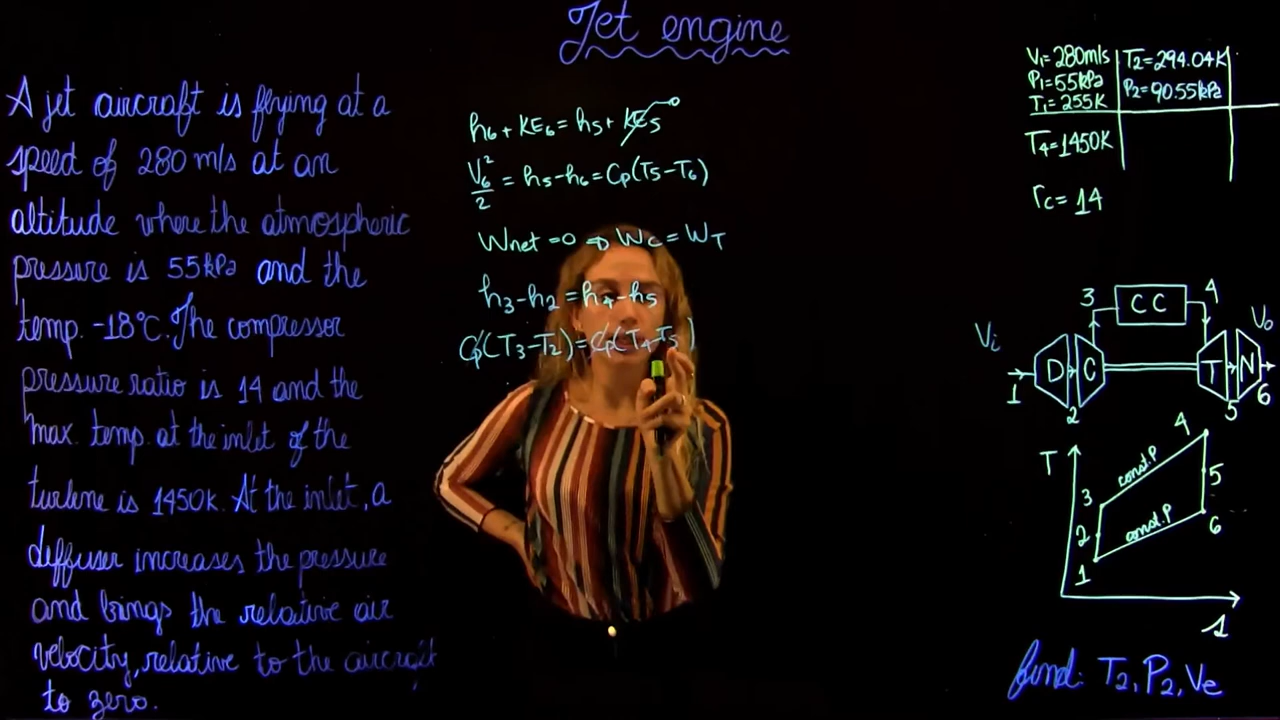 Jet engine
A jet aircraft is flying at a
speed of 280 m/s at an
altitude where the atmospheric
pressure is 55kPa and the
temp. -18°C. The compressor
pressure ratio is 14 and the
max. temp. at the inlet of the
turbine is 1450K. At the inlet, a
diffuser increases the pressure
and brings the relative air
velocity, relative to the aircraft
to zero.
h6 + KE6 = h5 + KE5 → 0
V6²/2 = h5 - h6 = Cp(T5 - T6)
Wnet = 0 ⇒ WC = WT
h3 - h2 = h4 - h5
Cp(T3 - T2) = Cp(T4 - T5)
V1 = 280m/s
P1 = 55kPa
T1 = 255K
T2 = 294.04K
P2 = 90.55kPa
T4 = 1450K
rc = 14
3 CC 4
Vi Vo
D C T N
1 2 5 6
T 4
const. P
3 5
2 const. P 6
1
s
find: T2, P2, Ve